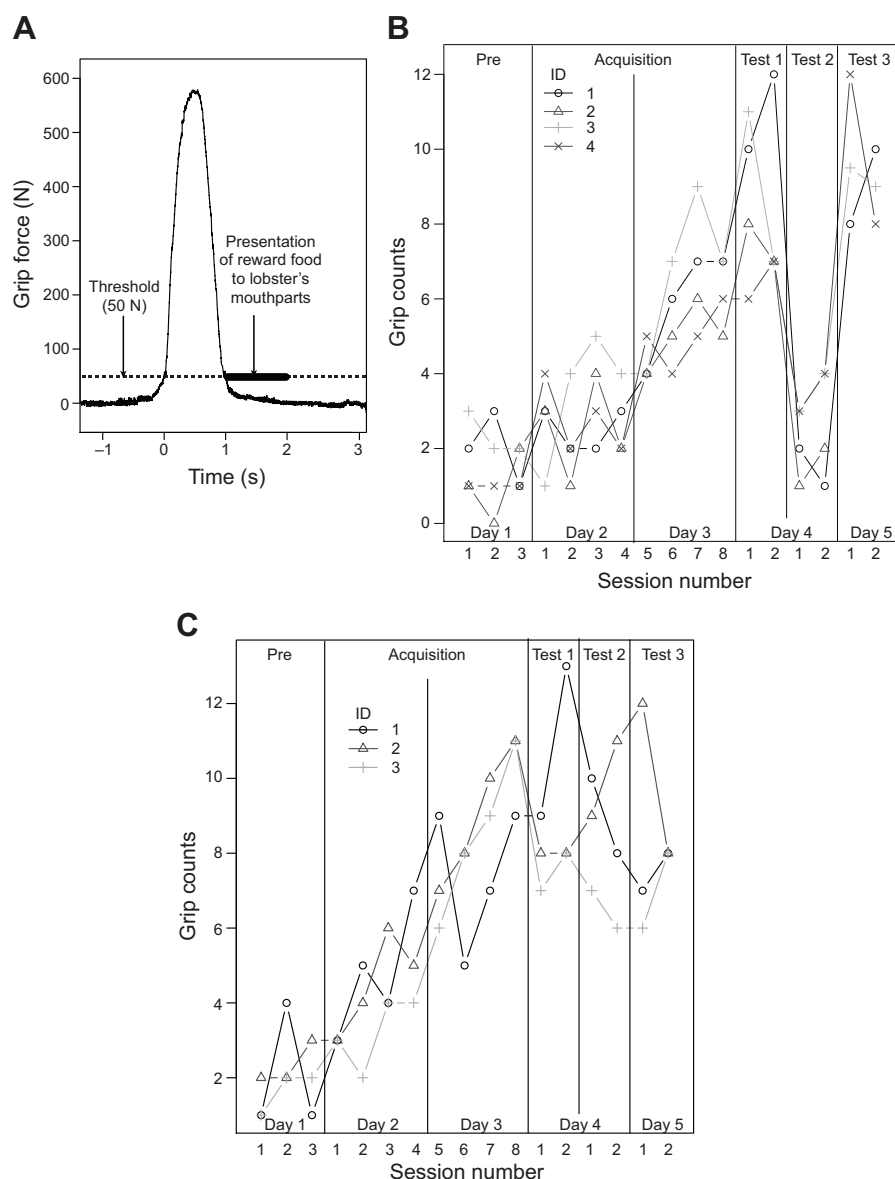 A
Grip force (N)
600
500
400
300
200
100
0
Threshold
(50 N)
Presentation
of reward food
to lobster's
mouthparts
−1 0 1 2 3
Time (s)
B
Grip counts
12
10
8
6
4
2
0
Pre Acquisition Test 1 Test 2 Test 3
ID
1
2
3
4
Day 1 Day 2 Day 3 Day 4 Day 5
1 2 3 1 2 3 4 5 6 7 8 1 2 1 2 1 2
Session number
C
Grip counts
12
10
8
6
4
2
Pre Acquisition Test 1 Test 2 Test 3
ID
1
2
3
Day 1 Day 2 Day 3 Day 4 Day 5
1 2 3 1 2 3 4 5 6 7 8 1 2 1 2 1 2
Session number